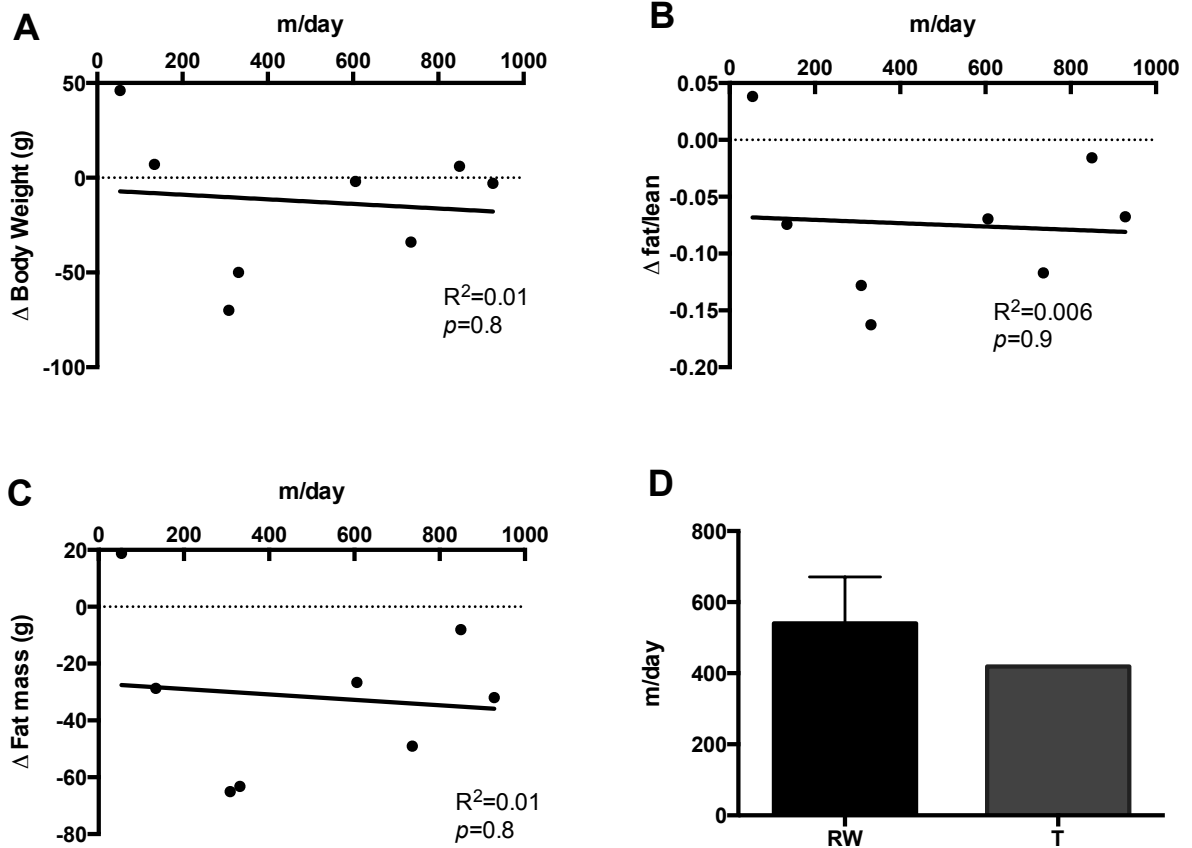 A
m/day
0 200 400 600 800 1000
50
0
-50
-100
Δ Body Weight (g)
R²=0.01
p=0.8
B
m/day
0 200 400 600 800 1000
0.05
0.00
-0.05
-0.10
-0.15
-0.20
Δ fat/lean
R²=0.006
p=0.9
C
m/day
0 200 400 600 800 1000
20
0
-20
-40
-60
-80
Δ Fat mass (g)
R²=0.01
p=0.8
D
800
600
400
200
0
m/day
RW T